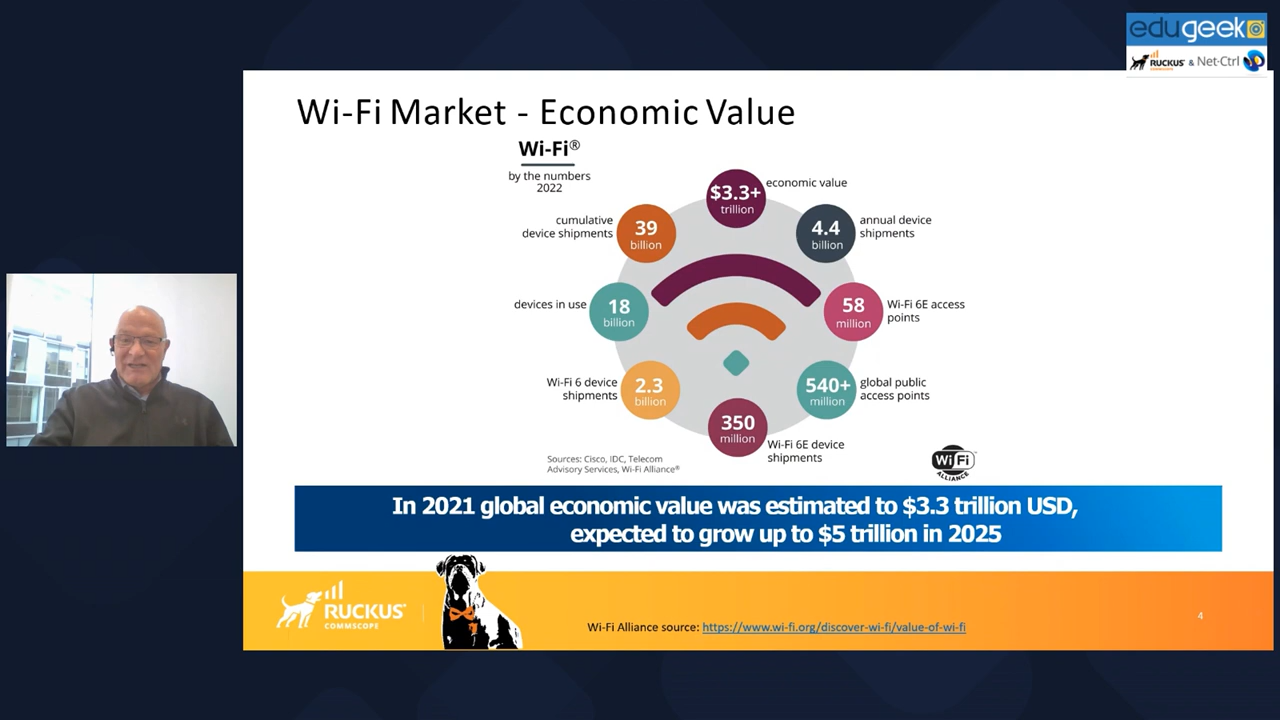 edugeek
RUCKUS & Net-Ctrl
COMMSCOPE
Wi-Fi Market - Economic Value
Wi-Fi®
by the numbers
2022
$3.3+
trillion
economic value
cumulative
device shipments
39
billion
4.4
billion
annual device
shipments
devices in use
18
billion
58
million
Wi-Fi 6E access
points
Wi-Fi 6 device
shipments
2.3
billion
540+
million
global public
access points
350
million
Wi-Fi 6E device
shipments
Sources: Cisco, IDC, Telecom
Advisory Services, Wi-Fi Alliance®
Wi Fi
ALLIANCE
In 2021 global economic value was estimated to $3.3 trillion USD,
expected to grow up to $5 trillion in 2025
RUCKUS®
COMMSCOPE
Wi-Fi Alliance source: https://www.wi-fi.org/discover-wi-fi/value-of-wi-fi
4